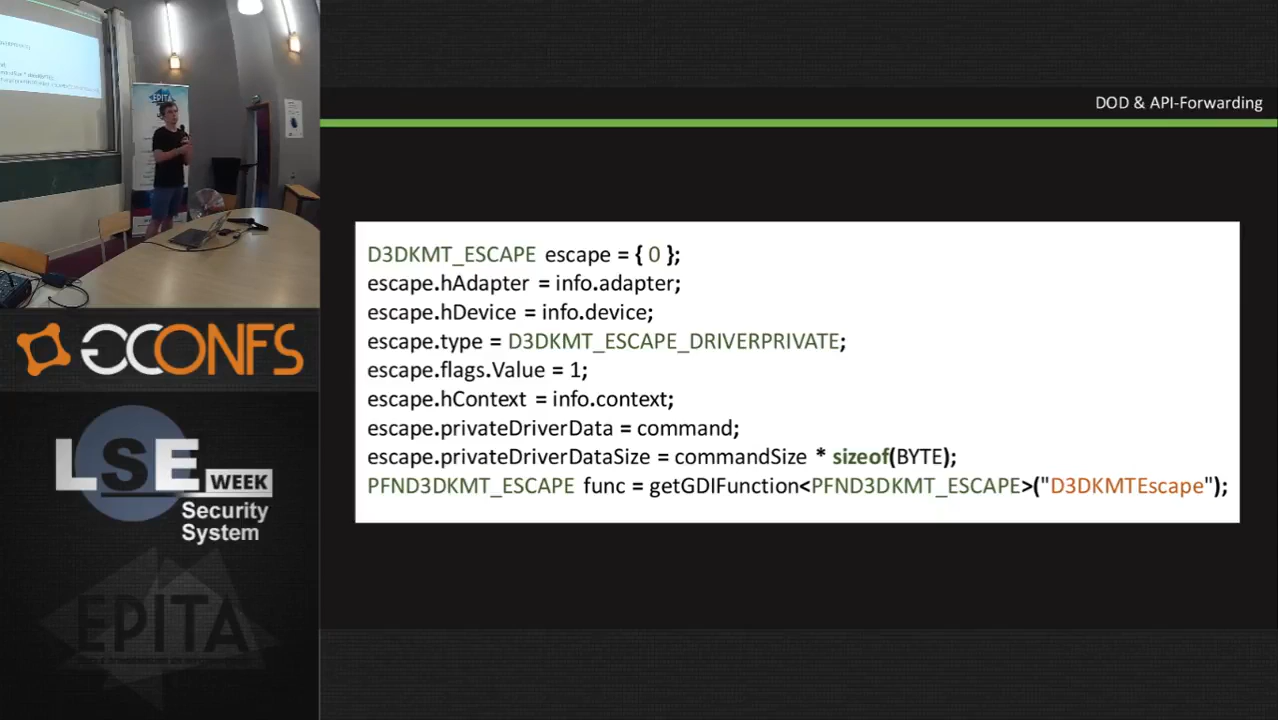 DOD & API-Forwarding
D3DKMT_ESCAPE escape = { 0 };
escape.hAdapter = info.adapter;
escape.hDevice = info.device;
escape.type = D3DKMT_ESCAPE_DRIVERPRIVATE;
escape.flags.Value = 1;
escape.hContext = info.context;
escape.privateDriverData = command;
escape.privateDriverDataSize = commandSize * sizeof(BYTE);
PFND3DKMT_ESCAPE func = getGDIFunction<PFND3DKMT_ESCAPE>("D3DKMTEscape");
EPITA
GCONFS
LSE
WEEK
Security
System
EPITA